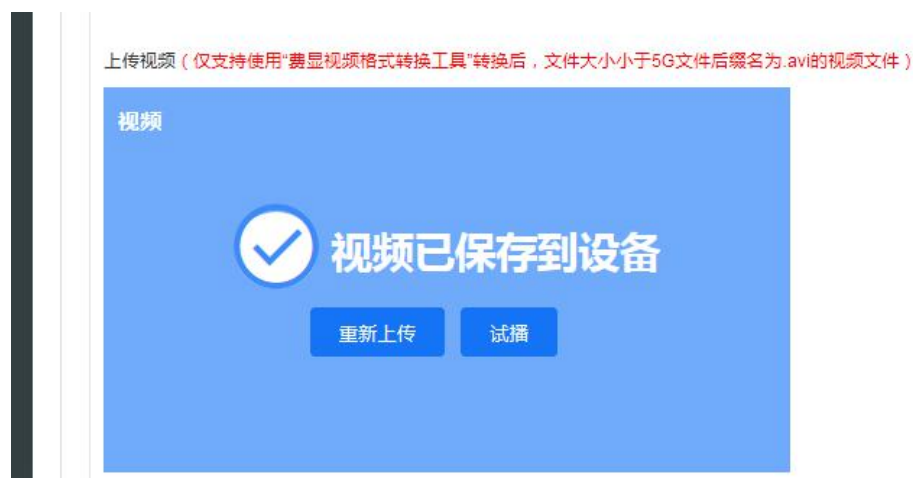 上传视频（仅支持使用“费显视频格式转换工具”转换后，文件大小小于5G文件后缀名为.avi的视频文件）
视频
视频已保存到设备
重新上传 试播